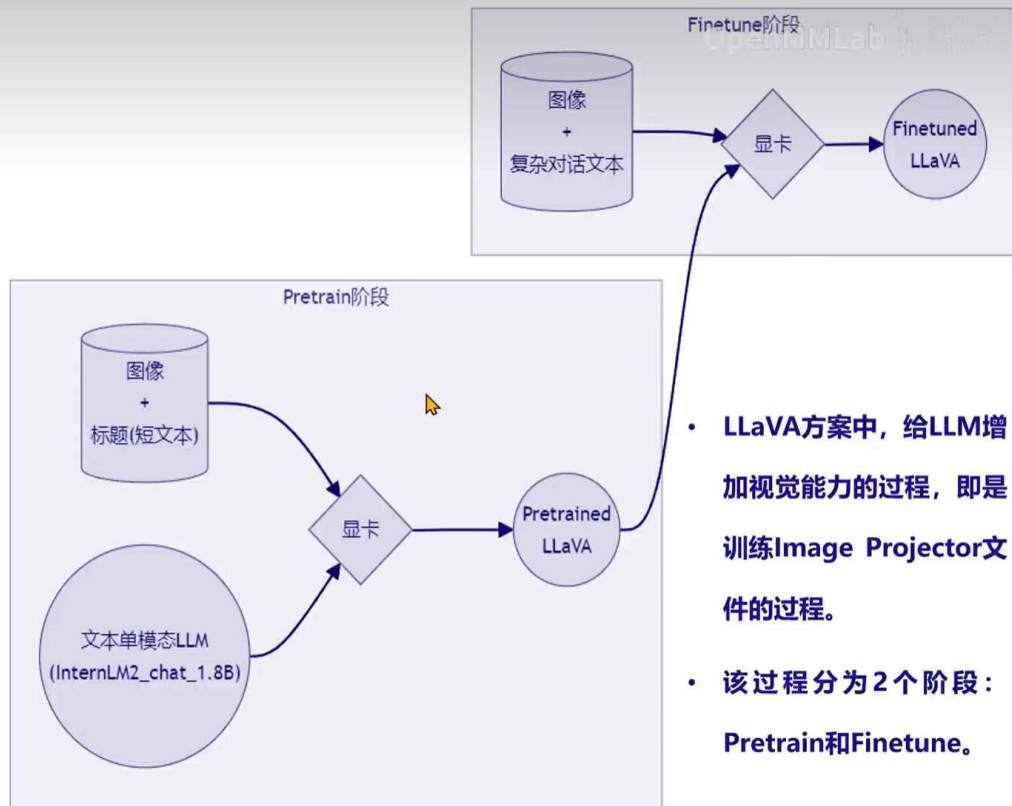 Finetune阶段
OpenMMLab
图像
+
复杂对话文本
显卡
Finetuned
LLaVA
Pretrain阶段
图像
+
标题(短文本)
显卡
Pretrained
LLaVA
文本单模态LLM
(InternLM2_chat_1.8B)
• LLaVA方案中，给LLM增
加视觉能力的过程，即是
训练Image Projector文
件的过程。
• 该过程分为2个阶段：
Pretrain和Finetune。